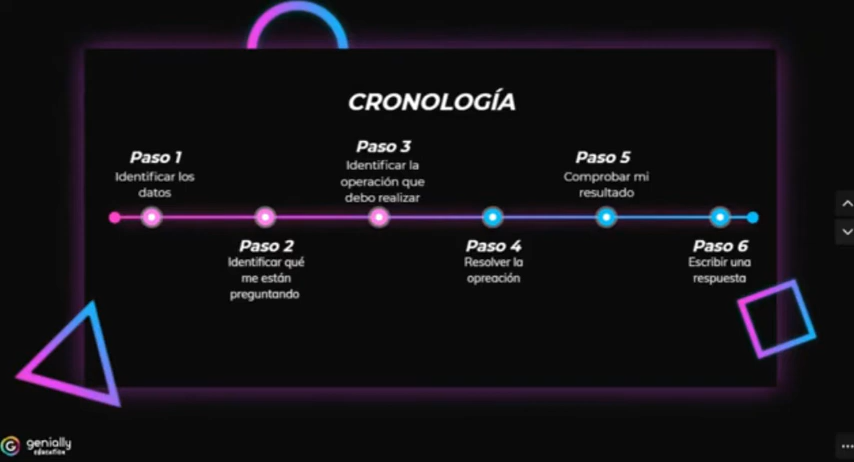 CRONOLOGÍA
Paso 1
Identificar los
datos
Paso 2
Identificar qué
me están
preguntando
Paso 3
Identificar la
operación que
debo realizar
Paso 4
Resolver la
opreación
Paso 5
Comprobar mi
resultado
Paso 6
Escribir una
respuesta
genially
education